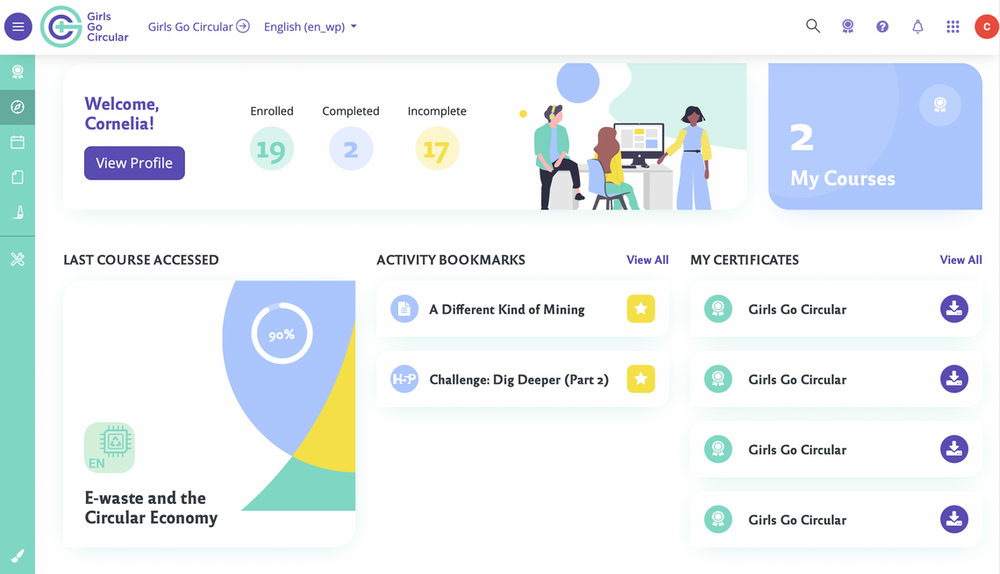 Girls
Go
Circular
Girls Go Circular
English (en_wp)
C
Welcome,
Cornelia!
View Profile
Enrolled
19
Completed
2
Incomplete
17
2
My Courses
LAST COURSE ACCESSED
90%
EN
E-waste and the
Circular Economy
ACTIVITY BOOKMARKS
View All
A Different Kind of Mining
H5P
Challenge: Dig Deeper (Part 2)
MY CERTIFICATES
View All
Girls Go Circular
Girls Go Circular
Girls Go Circular
Girls Go Circular